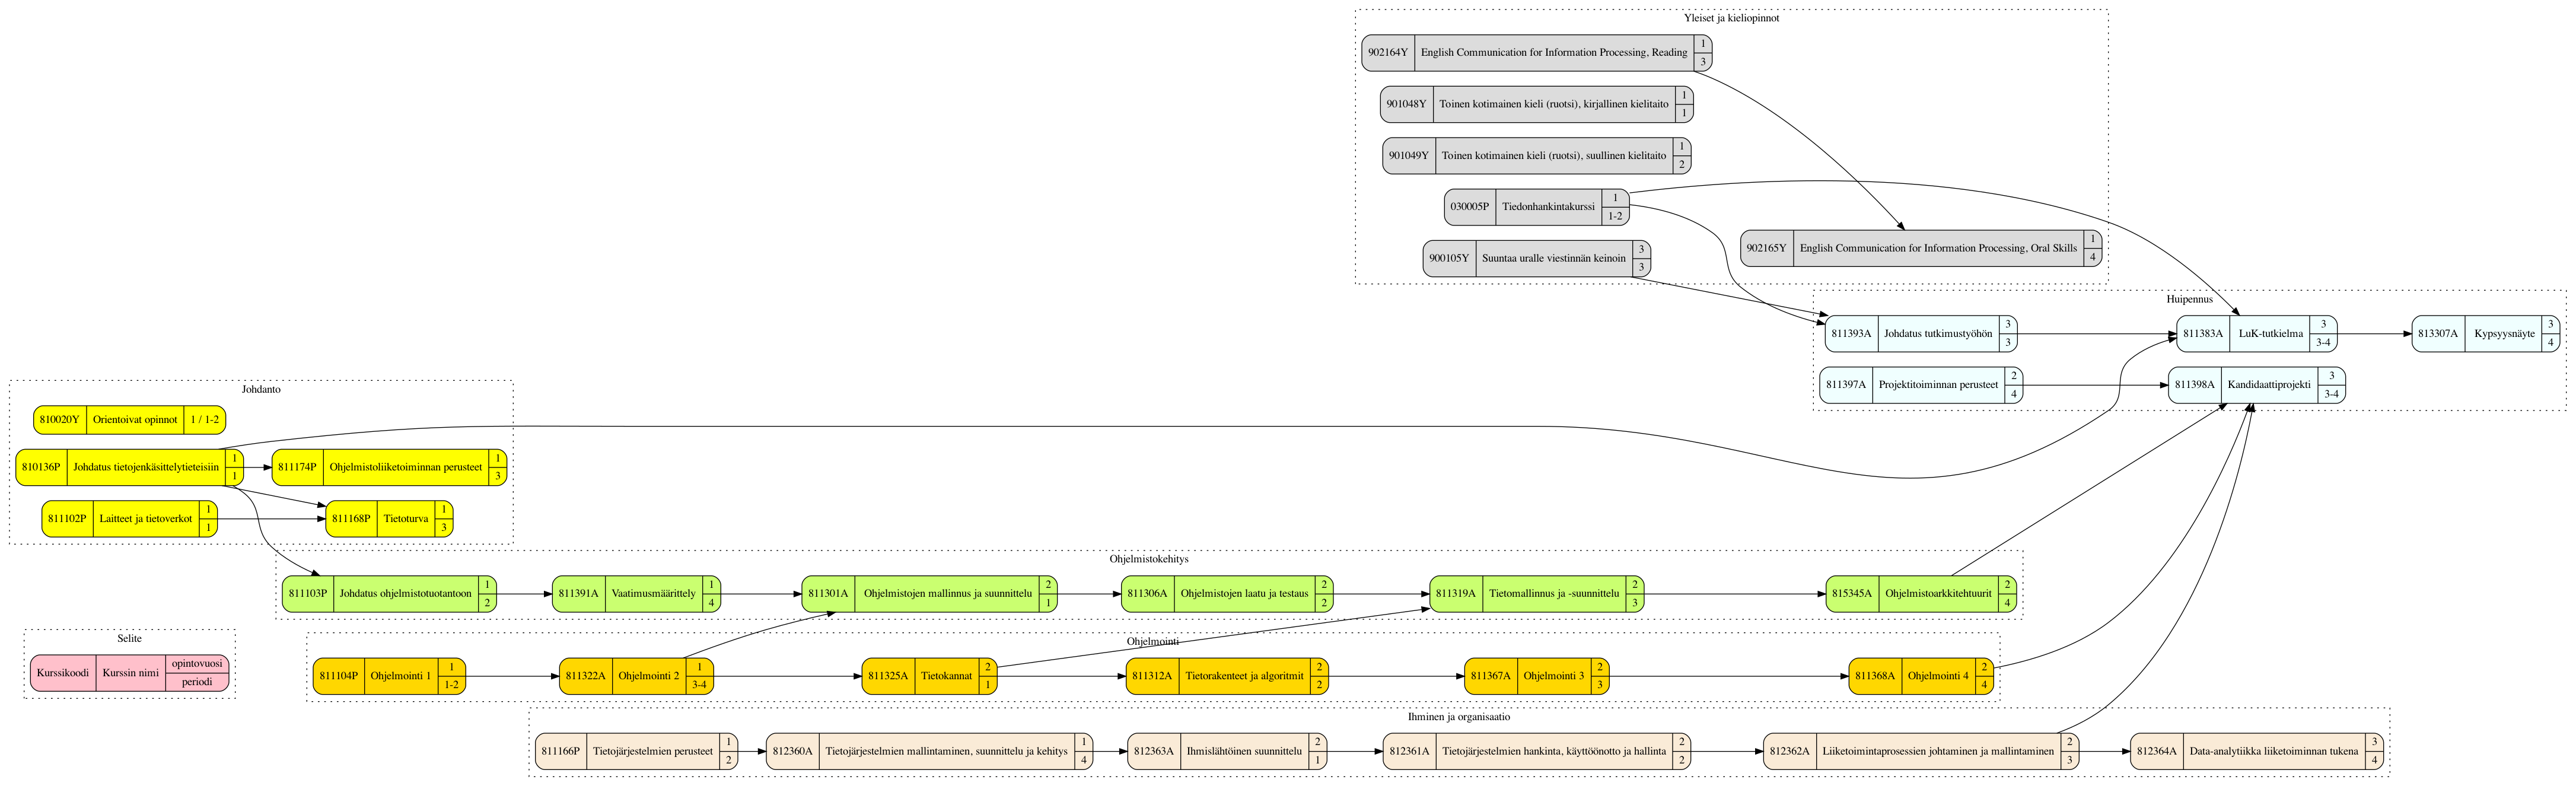 Yleiset ja kieliopinnot
902164Y English Communication for Information Processing, Reading 1 3
901048Y Toinen kotimainen kieli (ruotsi), kirjallinen kielitaito 1 1
901049Y Toinen kotimainen kieli (ruotsi), suullinen kielitaito 1 2
030005P Tiedonhankintakurssi 1 1-2
900105Y Suuntaa uralle viestinnän keinoin 3 3
902165Y English Communication for Information Processing, Oral Skills 1 4
Huipennus
811393A Johdatus tutkimustyöhön 3 3
811383A LuK-tutkielma 3 3-4
813307A Kypsyysnäyte 3 4
811397A Projektitoiminnan perusteet 2 4
811398A Kandidaattiprojekti 3 3-4
Johdanto
810020Y Orientoivat opinnot 1 / 1-2
810136P Johdatus tietojenkäsittelytieteisiin 1 1
811174P Ohjelmistoliiketoiminnan perusteet 1 3
811102P Laitteet ja tietoverkot 1 1
811168P Tietoturva 1 3
Ohjelmistokehitys
811103P Johdatus ohjelmistotuotantoon 1 2
811391A Vaatimusmäärittely 1 4
811301A Ohjelmistojen mallinnus ja suunnittelu 2 1
811306A Ohjelmistojen laatu ja testaus 2 2
811319A Tietomallinnus ja -suunnittelu 2 3
815345A Ohjelmistoarkkitehtuurit 2 4
Selite
Kurssikoodi Kurssin nimi opintovuosi periodi
Ohjelmointi
811104P Ohjelmointi 1 1 1-2
811322A Ohjelmointi 2 1 3-4
811325A Tietokannat 2 1
811312A Tietorakenteet ja algoritmit 2 2
811367A Ohjelmointi 3 2 3
811368A Ohjelmointi 4 2 4
Ihminen ja organisaatio
811166P Tietojärjestelmien perusteet 1 2
812360A Tietojärjestelmien mallintaminen, suunnittelu ja kehitys 1 4
812363A Ihmislähtöinen suunnittelu 2 1
812361A Tietojärjestelmien hankinta, käyttöönotto ja hallinta 2 2
812362A Liiketoimintaprosessien johtaminen ja mallintaminen 2 3
812364A Data-analytiikka liiketoiminnan tukena 3 4